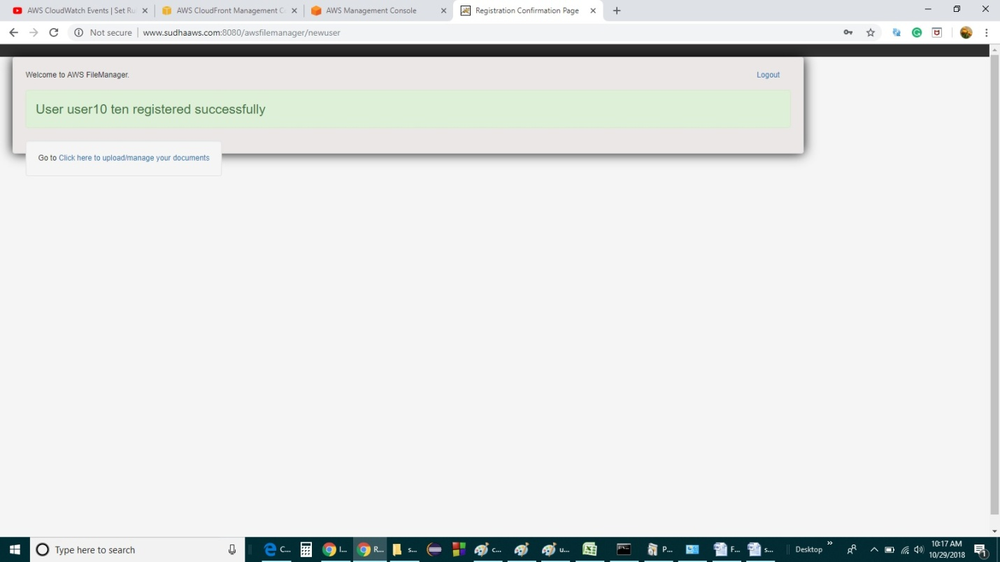 AWS CloudWatch Events | Set Ru
AWS CloudFront Management C
AWS Management Console
Registration Confirmation Page
Not secure | www.sudhaaws.com:8080/awsfilemanager/newuser
Welcome to AWS FileManager.
Logout
User user10 ten registered successfully
Go to Click here to upload/manage your documents
Type here to search
C...
I...
R...
s...
c...
u...
P...
F...
s...
Desktop
10:17 AM
10/29/2018
1